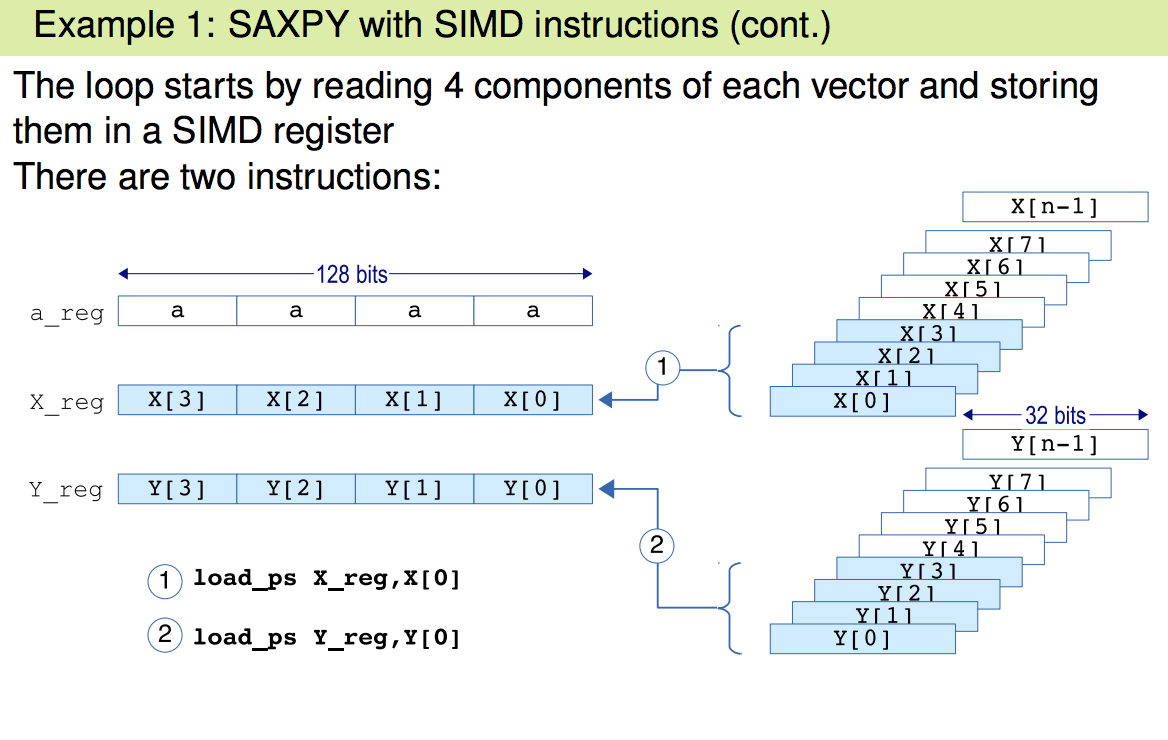 Example 1: SAXPY with SIMD instructions (cont.)
The loop starts by reading 4 components of each vector and storing
them in a SIMD register
There are two instructions:
128 bits
a_reg a a a a
X_reg X[3] X[2] X[1] X[0]
Y_reg Y[3] Y[2] Y[1] Y[0]
1
2
X[n-1]
X[7]
X[6]
X[5]
X[4]
X[3]
X[2]
X[1]
X[0]
32 bits
Y[n-1]
Y[7]
Y[6]
Y[5]
Y[4]
Y[3]
Y[2]
Y[1]
Y[0]
1 load_ps X_reg,X[0]
2 load_ps Y_reg,Y[0]